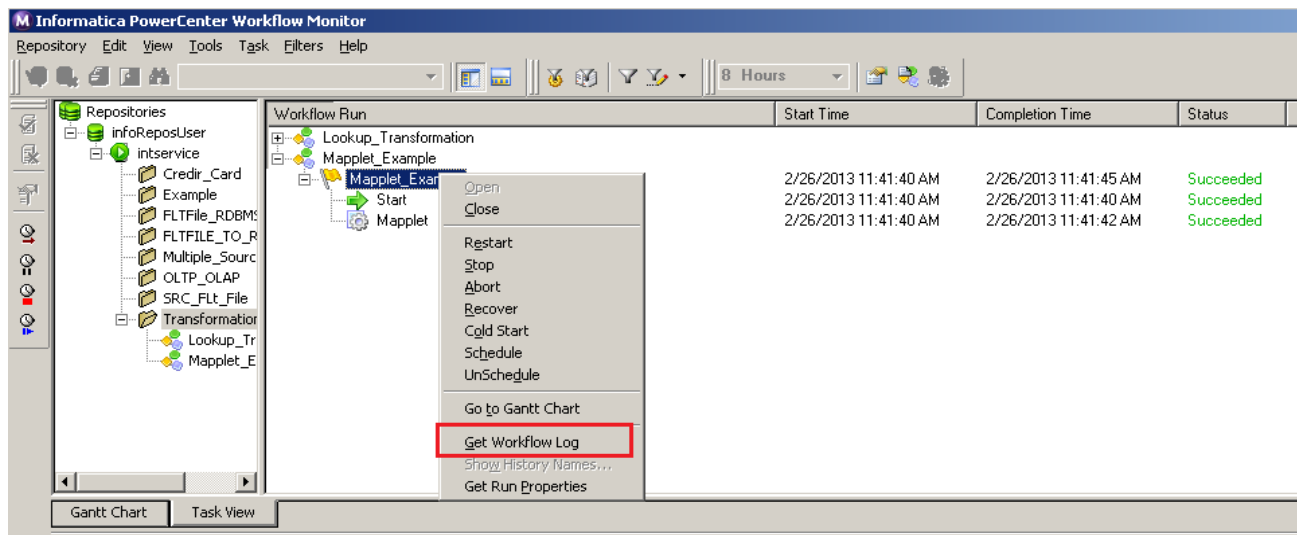 Informatica PowerCenter Workflow Monitor
Repository Edit View Tools Task Filters Help
8 Hours
Repositories
infoReposUser
intservice
Credir_Card
Example
FLTFile_RDBMS
FLTFILE_TO_R
Multiple_Sourc
OLTP_OLAP
SRC_FLt_File
Transformation
Lookup_Tr
Mapplet_E
Workflow Run Start Time Completion Time Status
Lookup_Transformation
Mapplet_Example
Mapplet_Exam 2/26/2013 11:41:40 AM 2/26/2013 11:41:45 AM Succeeded
Start 2/26/2013 11:41:40 AM 2/26/2013 11:41:40 AM Succeeded
Mapplet 2/26/2013 11:41:40 AM 2/26/2013 11:41:42 AM Succeeded
Open
Close
Restart
Stop
Abort
Recover
Cold Start
Schedule
UnSchedule
Go to Gantt Chart
Get Workflow Log
Show History Names...
Get Run Properties
Gantt Chart Task View